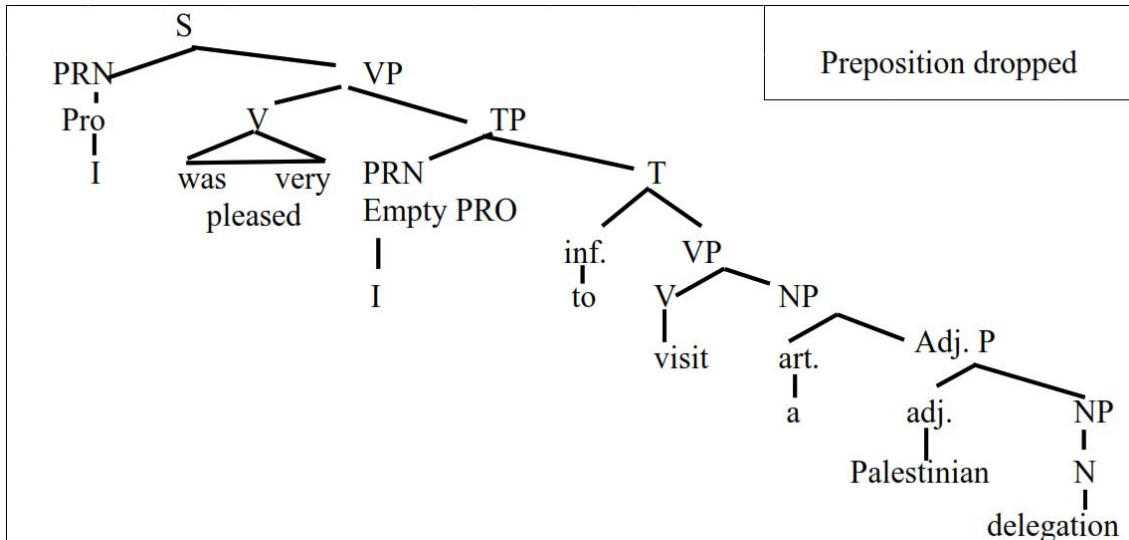 S
Preposition dropped
PRN VP
Pro V TP
I was very PRN T
pleased Empty PRO
inf. VP
I to V NP
visit art. Adj. P
a adj. NP
Palestinian N
delegation